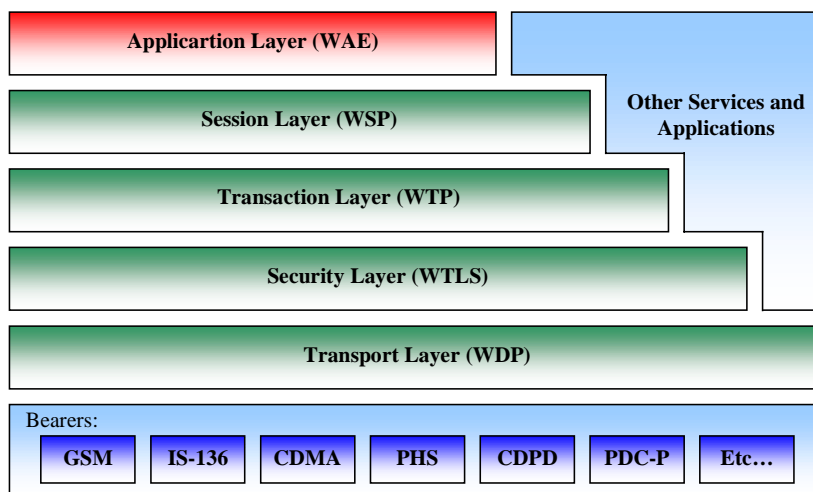 Applicartion Layer (WAE)
Other Services and
Applications
Session Layer (WSP)
Transaction Layer (WTP)
Security Layer (WTLS)
Transport Layer (WDP)
Bearers:
GSM
IS-136
CDMA
PHS
CDPD
PDC-P
Etc…